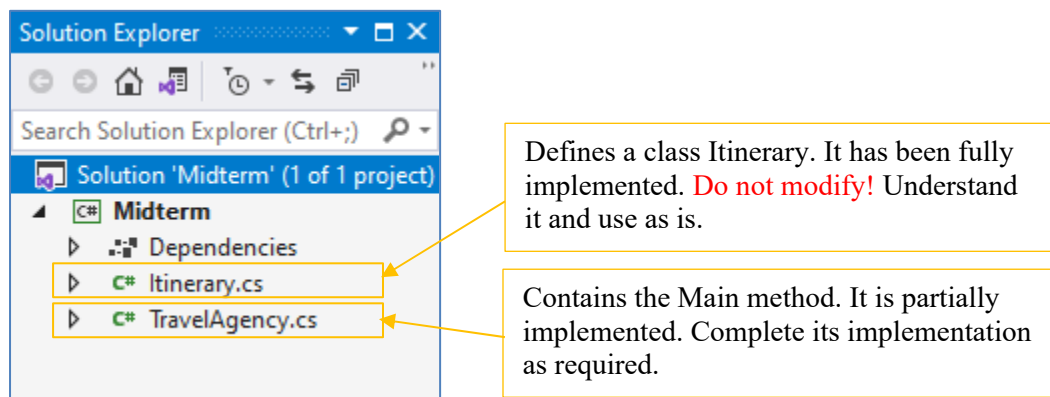 Solution Explorer
Search Solution Explorer (Ctrl+;)
Solution 'Midterm' (1 of 1 project)
C# Midterm
Dependencies
C# Itinerary.cs
C# TravelAgency.cs
Defines a class Itinerary. It has been fully
implemented. Do not modify! Understand
it and use as is.
Contains the Main method. It is partially
implemented. Complete its implementation
as required.